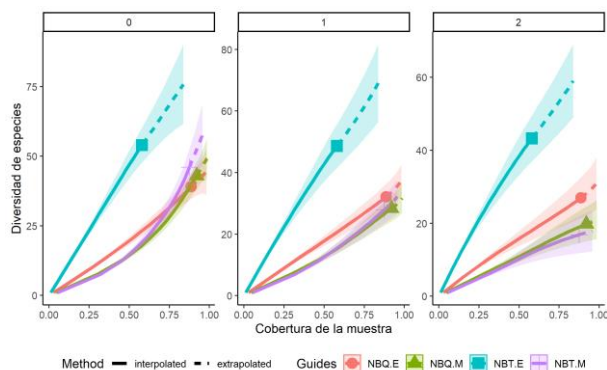 0 1 2
Diversidad de especies
75
50
25
0
80
60
40
20
0
60
40
20
0
0.00 0.25 0.50 0.75 1.00 0.00 0.25 0.50 0.75 1.00 0.00 0.25 0.50 0.75 1.00
Cobertura de la muestra
Method interpolated extrapolated Guides NBQ.E NBQ.M NBT.E NBT.M